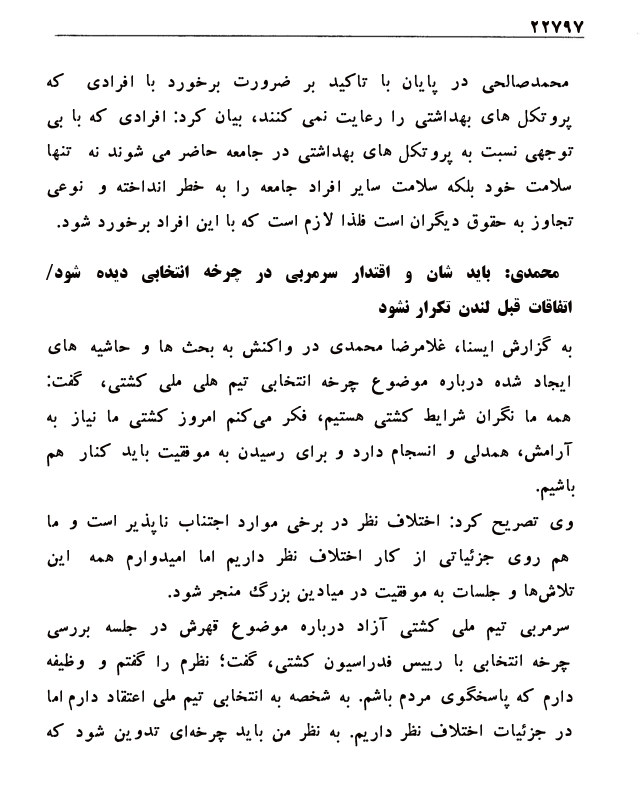 ۲۲۷۹۷
محمدصالحی در پایان با تاکید بر ضرورت برخورد با افرادی که
پروتکل های بهداشتی را رعایت نمی کنند، بیان کرد: افرادی که با بی
توجهی نسبت به پروتکل های بهداشتی در جامعه حاضر می شوند نه تنها
سلامت خود بلکه سلامت سایر افراد جامعه را به خطر انداخته و نوعی
تجاوز به حقوق دیگران است فلذا لازم است که با این افراد برخورد شود.
محمدی: باید شان و اقتدار سرمربی در چرخه انتخابی دیده شود/
اتفاقات قبل لندن تکرار نشود
به گزارش ایسنا، غلامرضا محمدی در واکنش به بحث ها و حاشیه های
ایجاد شده درباره موضوع چرخه انتخابی تیم هلی ملی کشتی، گفت:
همه ما نگران شرایط کشتی هستیم، فکر می‌کنم امروز کشتی ما نیاز به
آرامش، همدلی و انسجام دارد و برای رسیدن به موفقیت باید کنار هم
باشیم.
وی تصریح کرد: اختلاف نظر در برخی موارد اجتناب ناپذیر است و ما
هم روی جزئیاتی از کار اختلاف نظر داریم اما امیدوارم همه این
تلاش‌ها و جلسات به موفقیت در میادین بزرگ منجر شود.
سرمربی تیم ملی کشتی آزاد درباره موضوع قهرش در جلسه بررسی
چرخه انتخابی با رییس فدراسیون کشتی، گفت؛ نظرم را گفتم و وظیفه
دارم که پاسخگوی مردم باشم. به شخصه به انتخابی تیم ملی اعتقاد دارم اما
در جزئیات اختلاف نظر داریم. به نظر من باید چرخه‌ای تدوین شود که